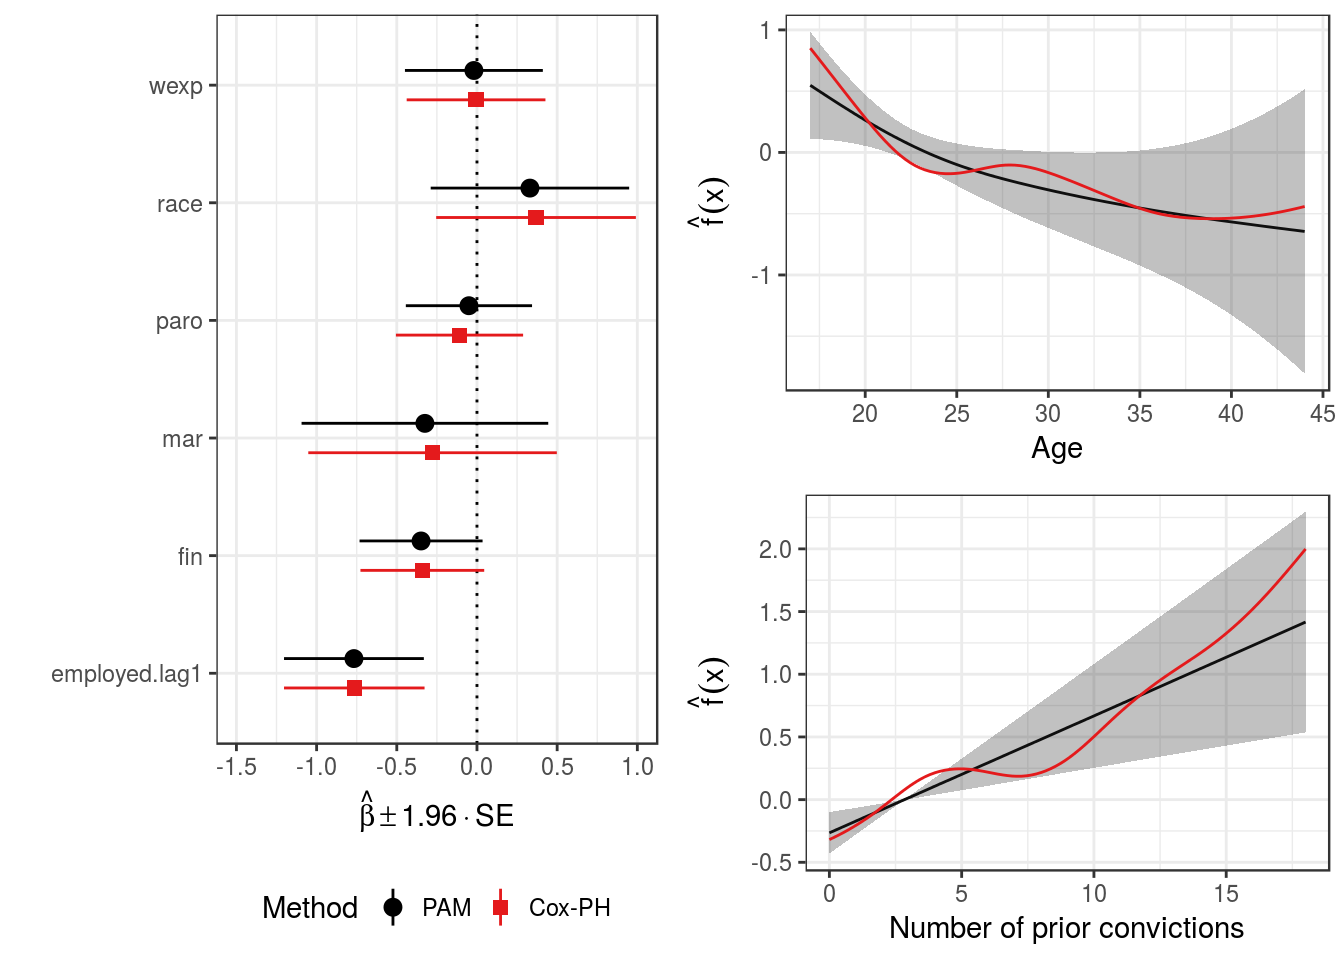 wexp
race
paro
mar
fin
employed.lag1
-1.5 -1.0 -0.5 0.0 0.5 1.0
β̂ ± 1.96 · SE
Method PAM Cox-PH
1
0
-1
f̂(x)
20 25 30 35 40 45
Age
2.0
1.5
1.0
0.5
0.0
-0.5
f̂(x)
0 5 10 15
Number of prior convictions